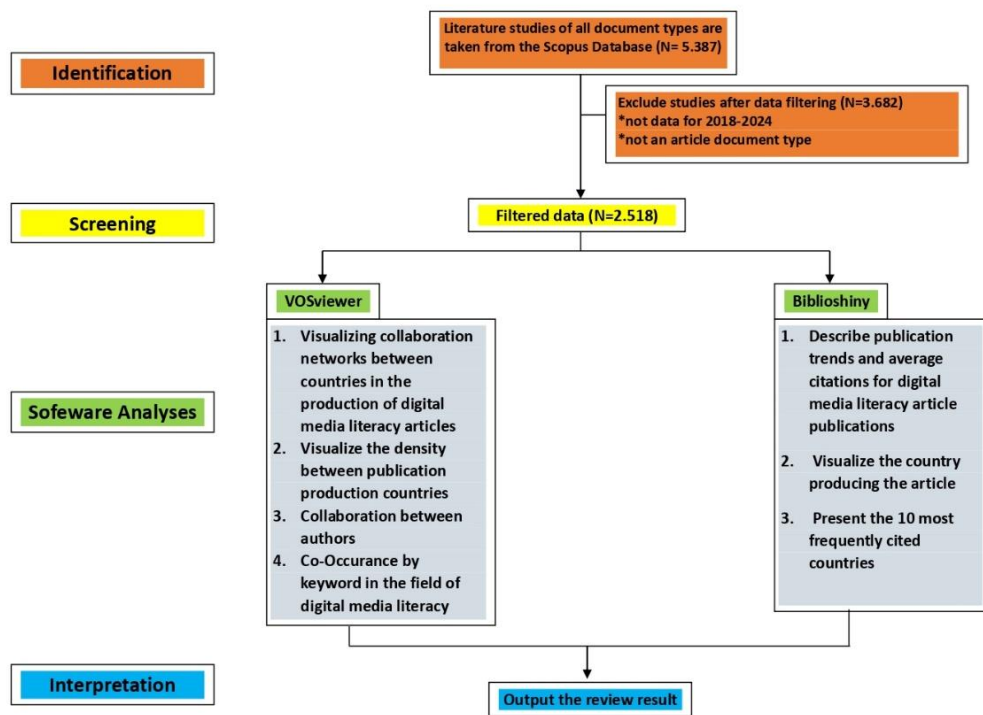 Literature studies of all document types are
taken from the Scopus Database (N= 5.387)
Identification
Exclude studies after data filtering (N=3.682)
*not data for 2018-2024
*not an article document type
Screening
Filtered data (N=2.518)
VOSviewer
Biblioshiny
Sofeware Analyses
1. Visualizing collaboration
networks between
countries in the
production of digital
media literacy articles
2. Visualize the density
between publication
production countries
3. Collaboration between
authors
4. Co-Occurance by
keyword in the field of
digital media literacy
1. Describe publication
trends and average
citations for digital
media literacy article
publications
2. Visualize the country
producing the article
3. Present the 10 most
frequently cited
countries
Interpretation
Output the review result